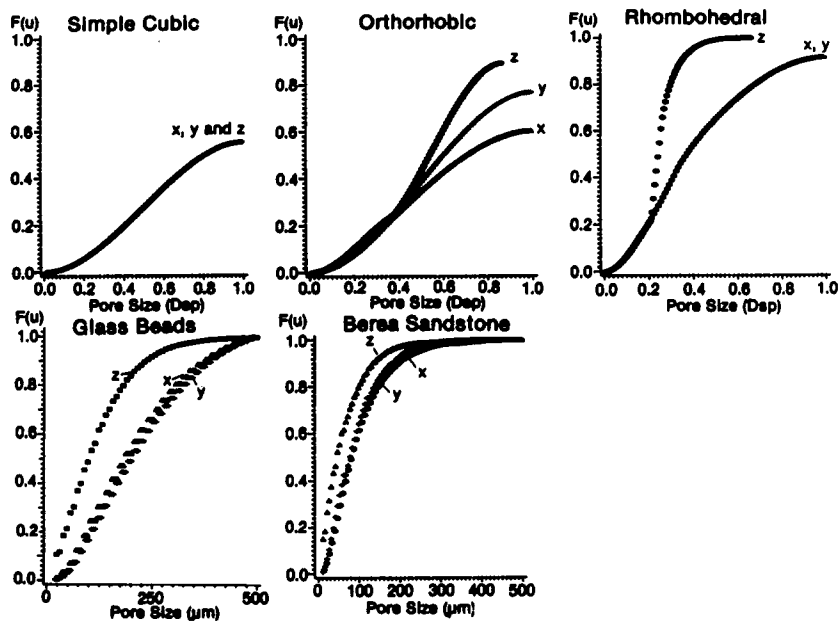 F(u)
Simple Cubic
1.0
0.8
0.6
0.4
0.2
0.0
x, y and z
0.0 0.2 0.4 0.6 0.8 1.0
Pore Size (Dsp)
Orthorhobic
1.0
0.8
0.6
0.4
0.2
0.0
z
y
x
0.0 0.2 0.4 0.6 0.8 1.0
Pore Size (Dsp)
Rhombohedral
1.0
0.8
0.6
0.4
0.2
0.0
z
x, y
0.0 0.2 0.4 0.6 0.8 1.0
Pore Size (Dsp)
F(u)
Glass Beads
1.0
0.8
0.6
0.4
0.2
0.0
z
x
y
0 250 500
Pore Size (µm)
F(u)
Berea Sandstone
1.0
0.8
0.6
0.4
0.2
0.0
z
x
y
0 100 200 300 400 500
Pore Size (µm)